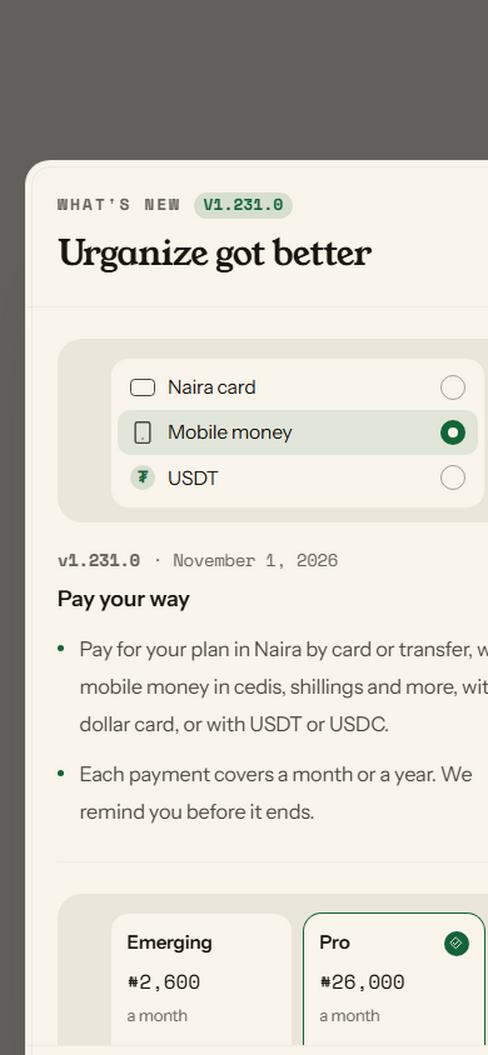 WHAT'S NEW V1.231.0
Urganize got better
Naira card
Mobile money
₮ USDT
v1.231.0 · November 1, 2026
Pay your way
• Pay for your plan in Naira by card or transfer,
mobile money in cedis, shillings and more,
dollar card, or with USDT or USDC.
• Each payment covers a month or a year. We
remind you before it ends.
Emerging Pro
₦2,600 ₦26,000
a month a month